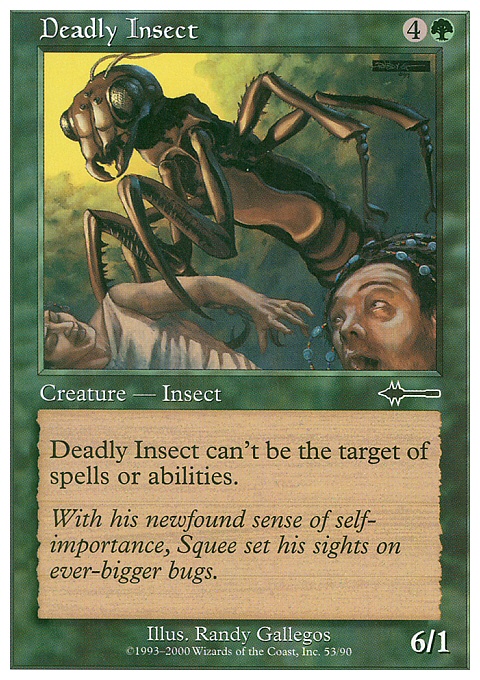 Deadly Insect 4
Creature — Insect
Deadly Insect can't be the target of
spells or abilities.
With his newfound sense of self-
importance, Squee set his sights on
ever-bigger bugs.
Illus. Randy Gallegos
©1993–2000 Wizards of the Coast, Inc. 53/90
6/1